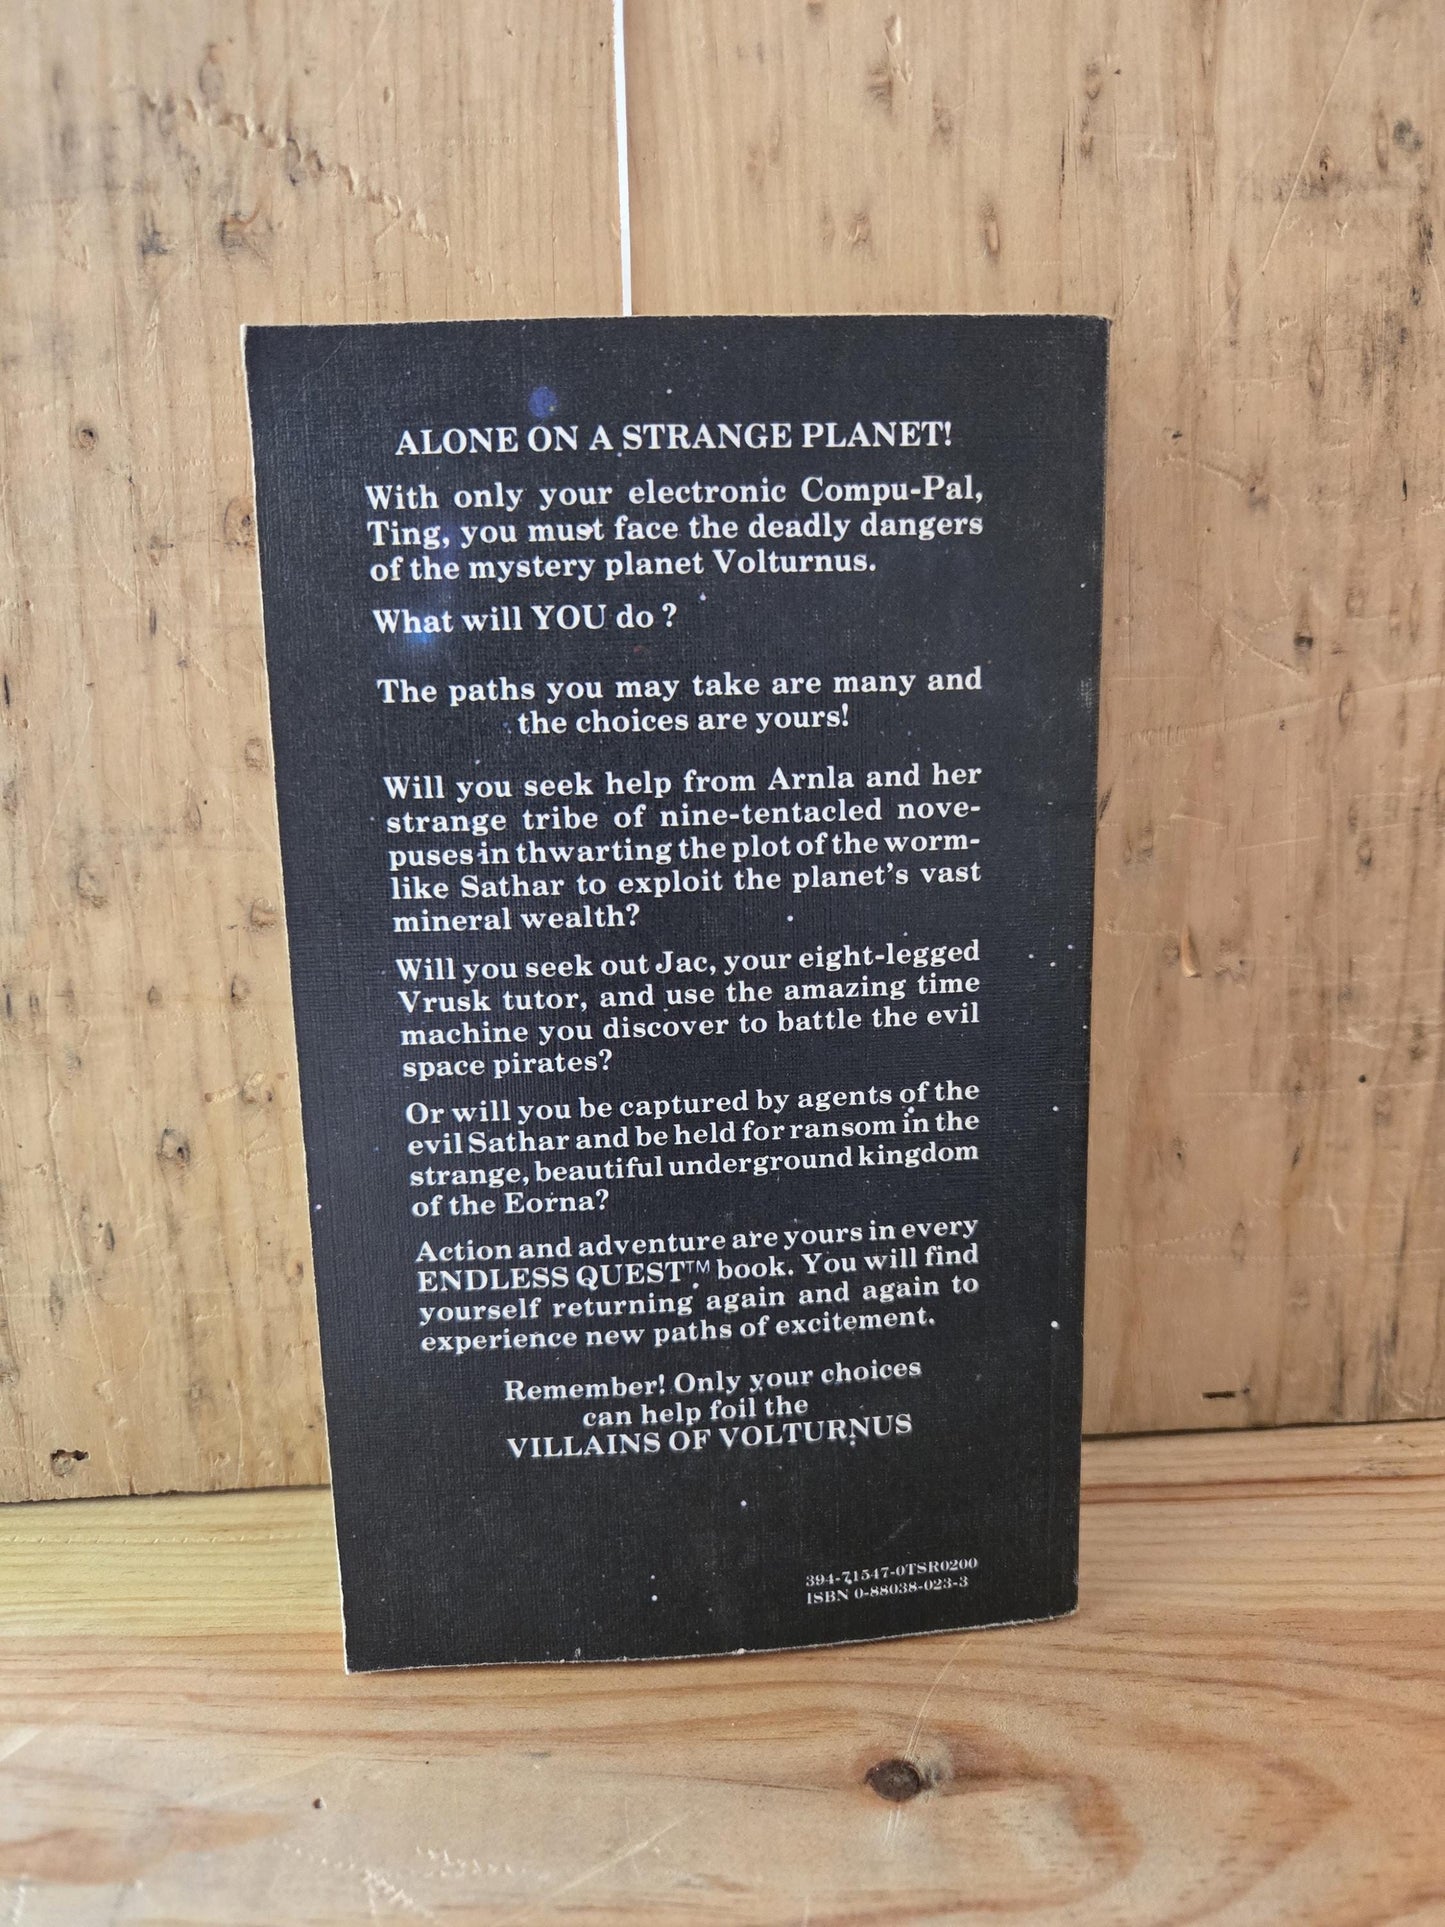 ALONE ON A STRANGE PLANET!
With only your electronic Compu-Pal,
Ting, you must face the deadly dangers
of the mystery planet Volturnus.
What will YOU do?
The paths you may take are many and
the choices are yours!
Will you seek help from Arnla and her
strange tribe of nine-tentacled nove-
puses in thwarting the plot of the worm-
like Sathar to exploit the planet's vast
mineral wealth?
Will you seek out Jac, your eight-legged
Vrusk tutor, and use the amazing time
machine you discover to battle the evil
space pirates?
Or will you be captured by agents of the
evil Sathar and be held for ransom in the
strange, beautiful underground kingdom
of the Eorna?
Action and adventure are yours in every
ENDLESS QUEST™ book. You will find
yourself returning again and again to
experience new paths of excitement.
Remember! Only your choices
can help foil the
VILLAINS OF VOLTURNUS
394-71547-0TSR0200
ISBN 0-88038-023-3